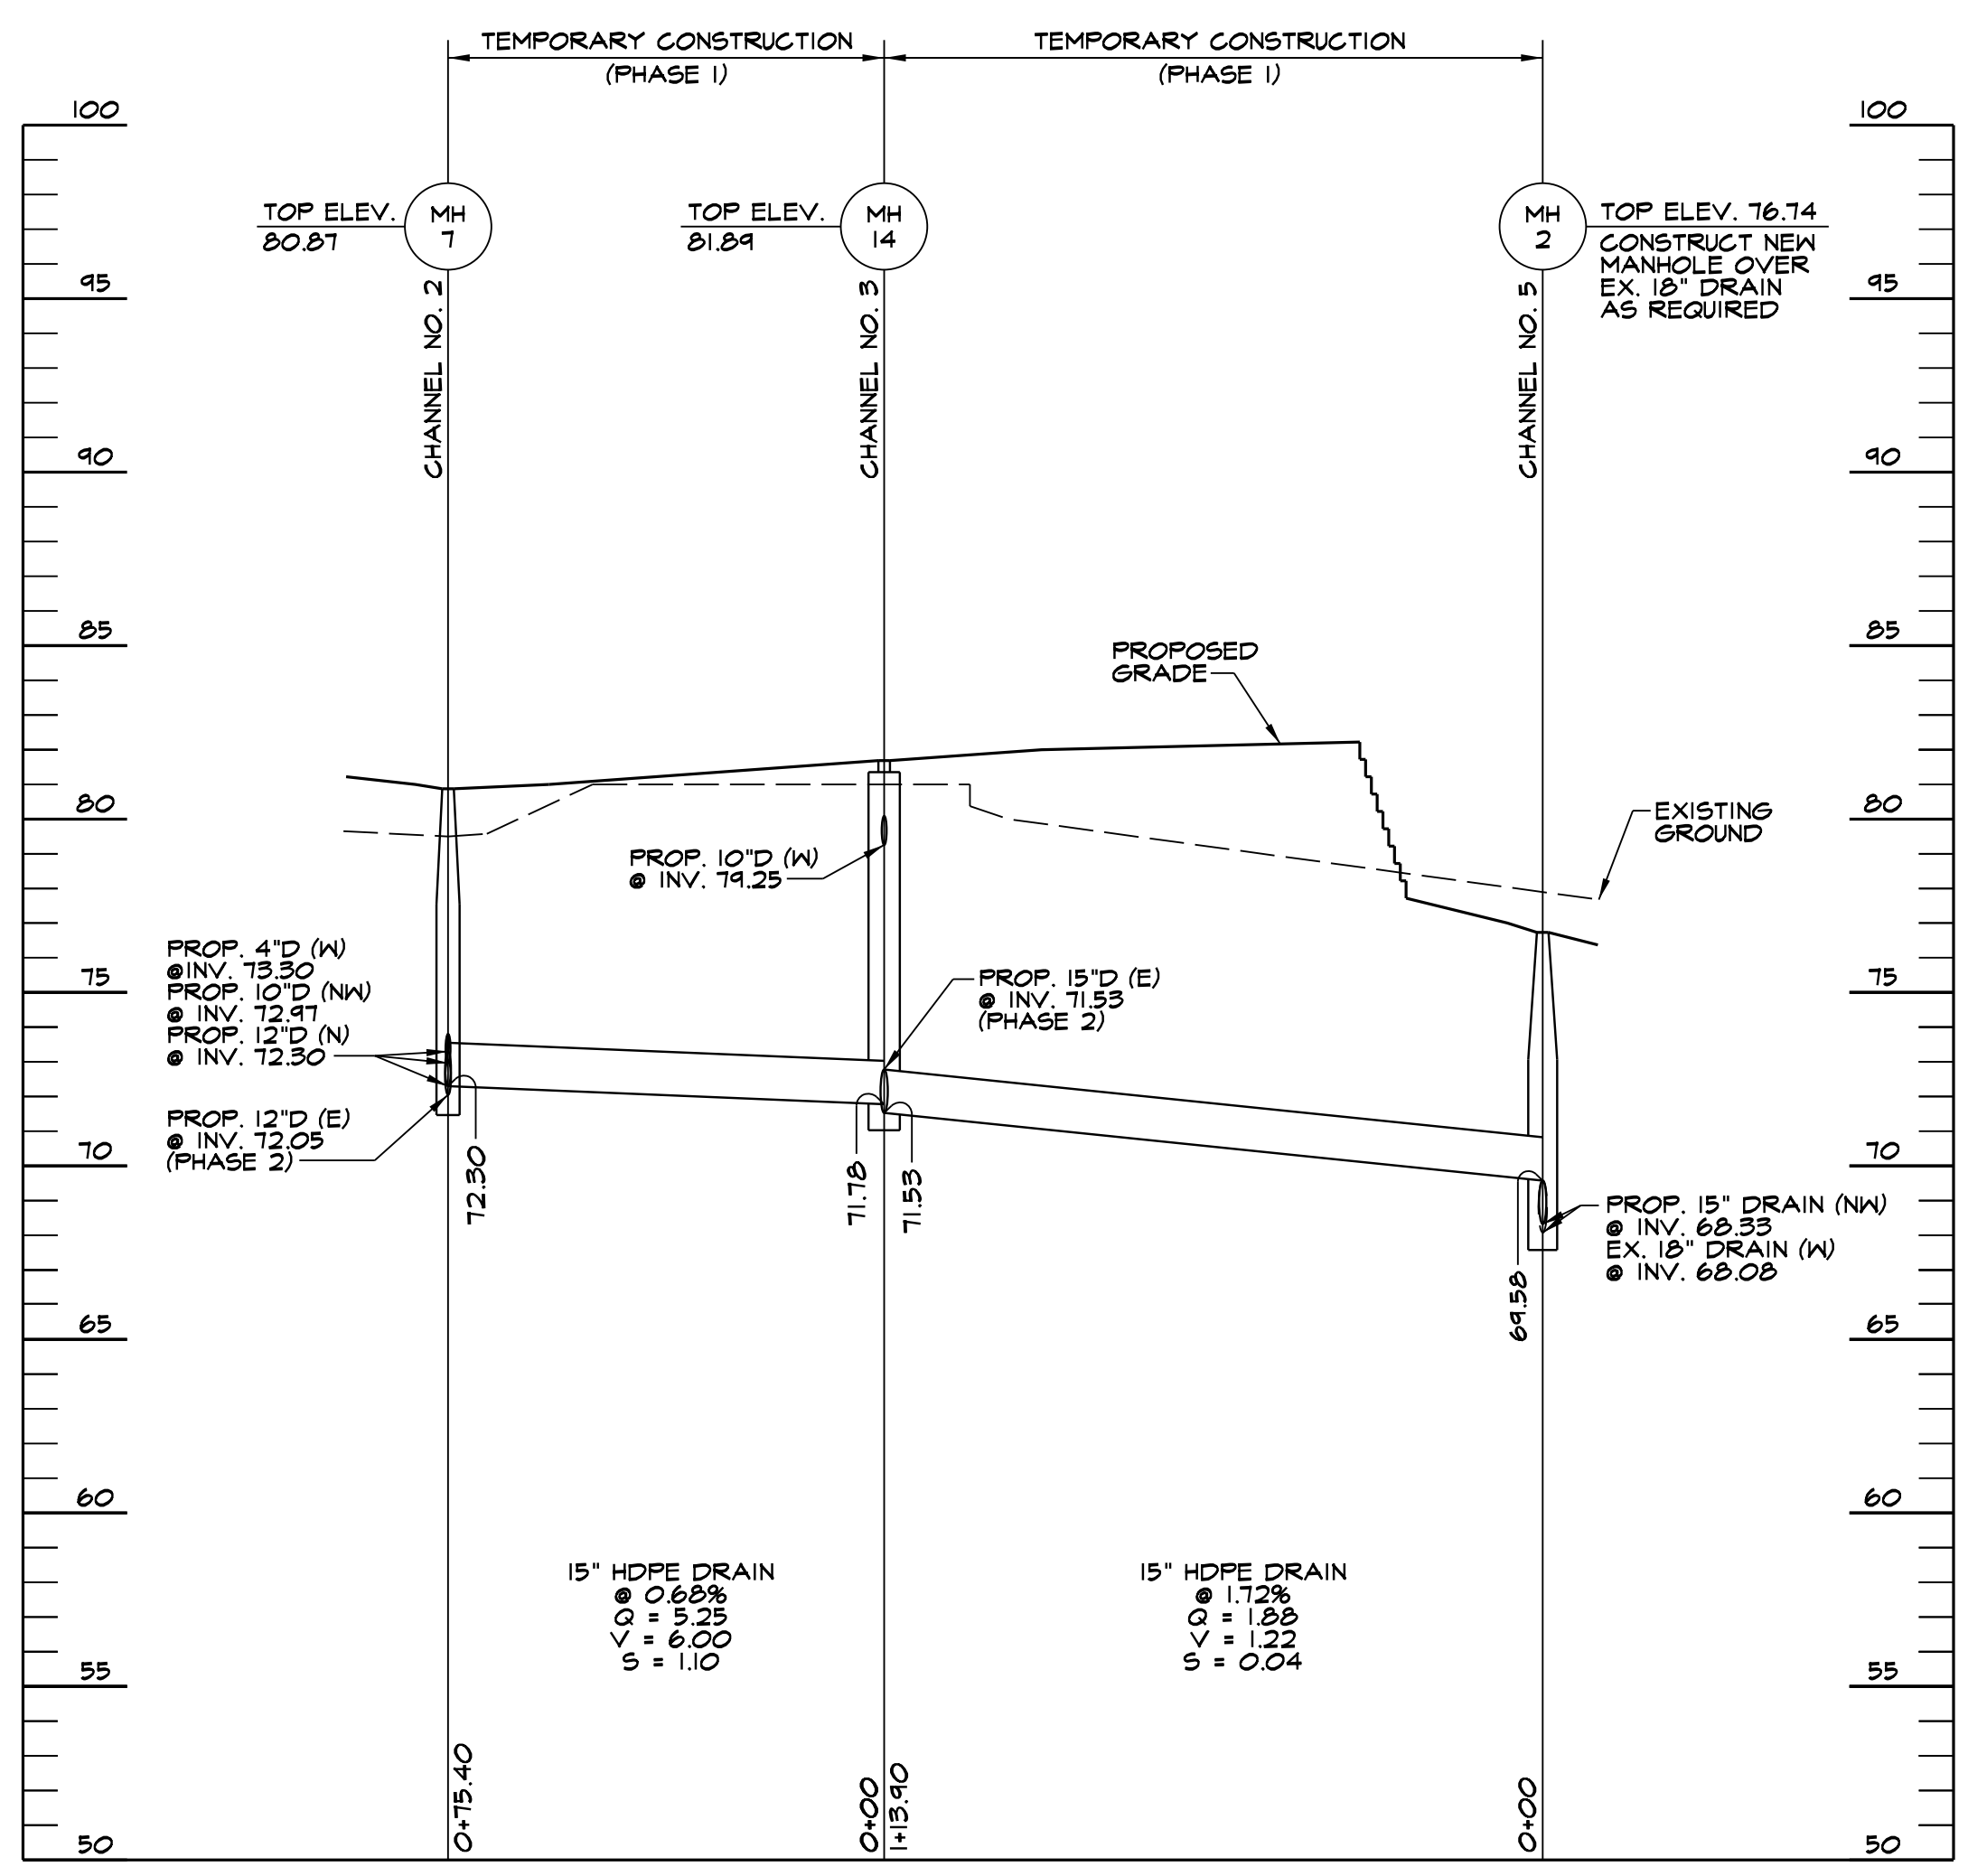 TEMPORARY CONSTRUCTION
(PHASE 1)
TEMPORARY CONSTRUCTION
(PHASE 1)
100
95
90
85
80
75
70
65
60
55
50
TOP ELEV.
80.87
MH
7
CHANNEL NO. 2
TOP ELEV.
81.89
MH
14
CHANNEL NO. 3
MH
2
CHANNEL NO. 5
TOP ELEV. 76.74
CONSTRUCT NEW
MANHOLE OVER
EX. 18" DRAIN
AS REQUIRED
PROPOSED
GRADE
EXISTING
GROUND
PROP. 10"D (W)
@ INV. 79.25
PROP. 4"D (W)
@INV. 73.30
PROP. 10"D (NW)
@ INV. 72.97
PROP. 12"D (N)
@ INV. 72.30
PROP. 12"D (E)
@ INV. 72.05
(PHASE 2)
PROP. 15"D (E)
@ INV. 71.53
(PHASE 2)
72.30
71.78
71.53
69.58
PROP. 15" DRAIN (NW)
@ INV. 68.33
EX. 18" DRAIN (W)
@ INV. 68.08
15" HDPE DRAIN
@ 0.68%
Q = 5.25
V = 6.00
S = 1.10
15" HDPE DRAIN
@ 1.72%
Q = 1.88
V = 1.22
S = 0.04
0+75.40
0+00
1+13.90
0+00
100
95
90
85
80
75
70
65
60
55
50